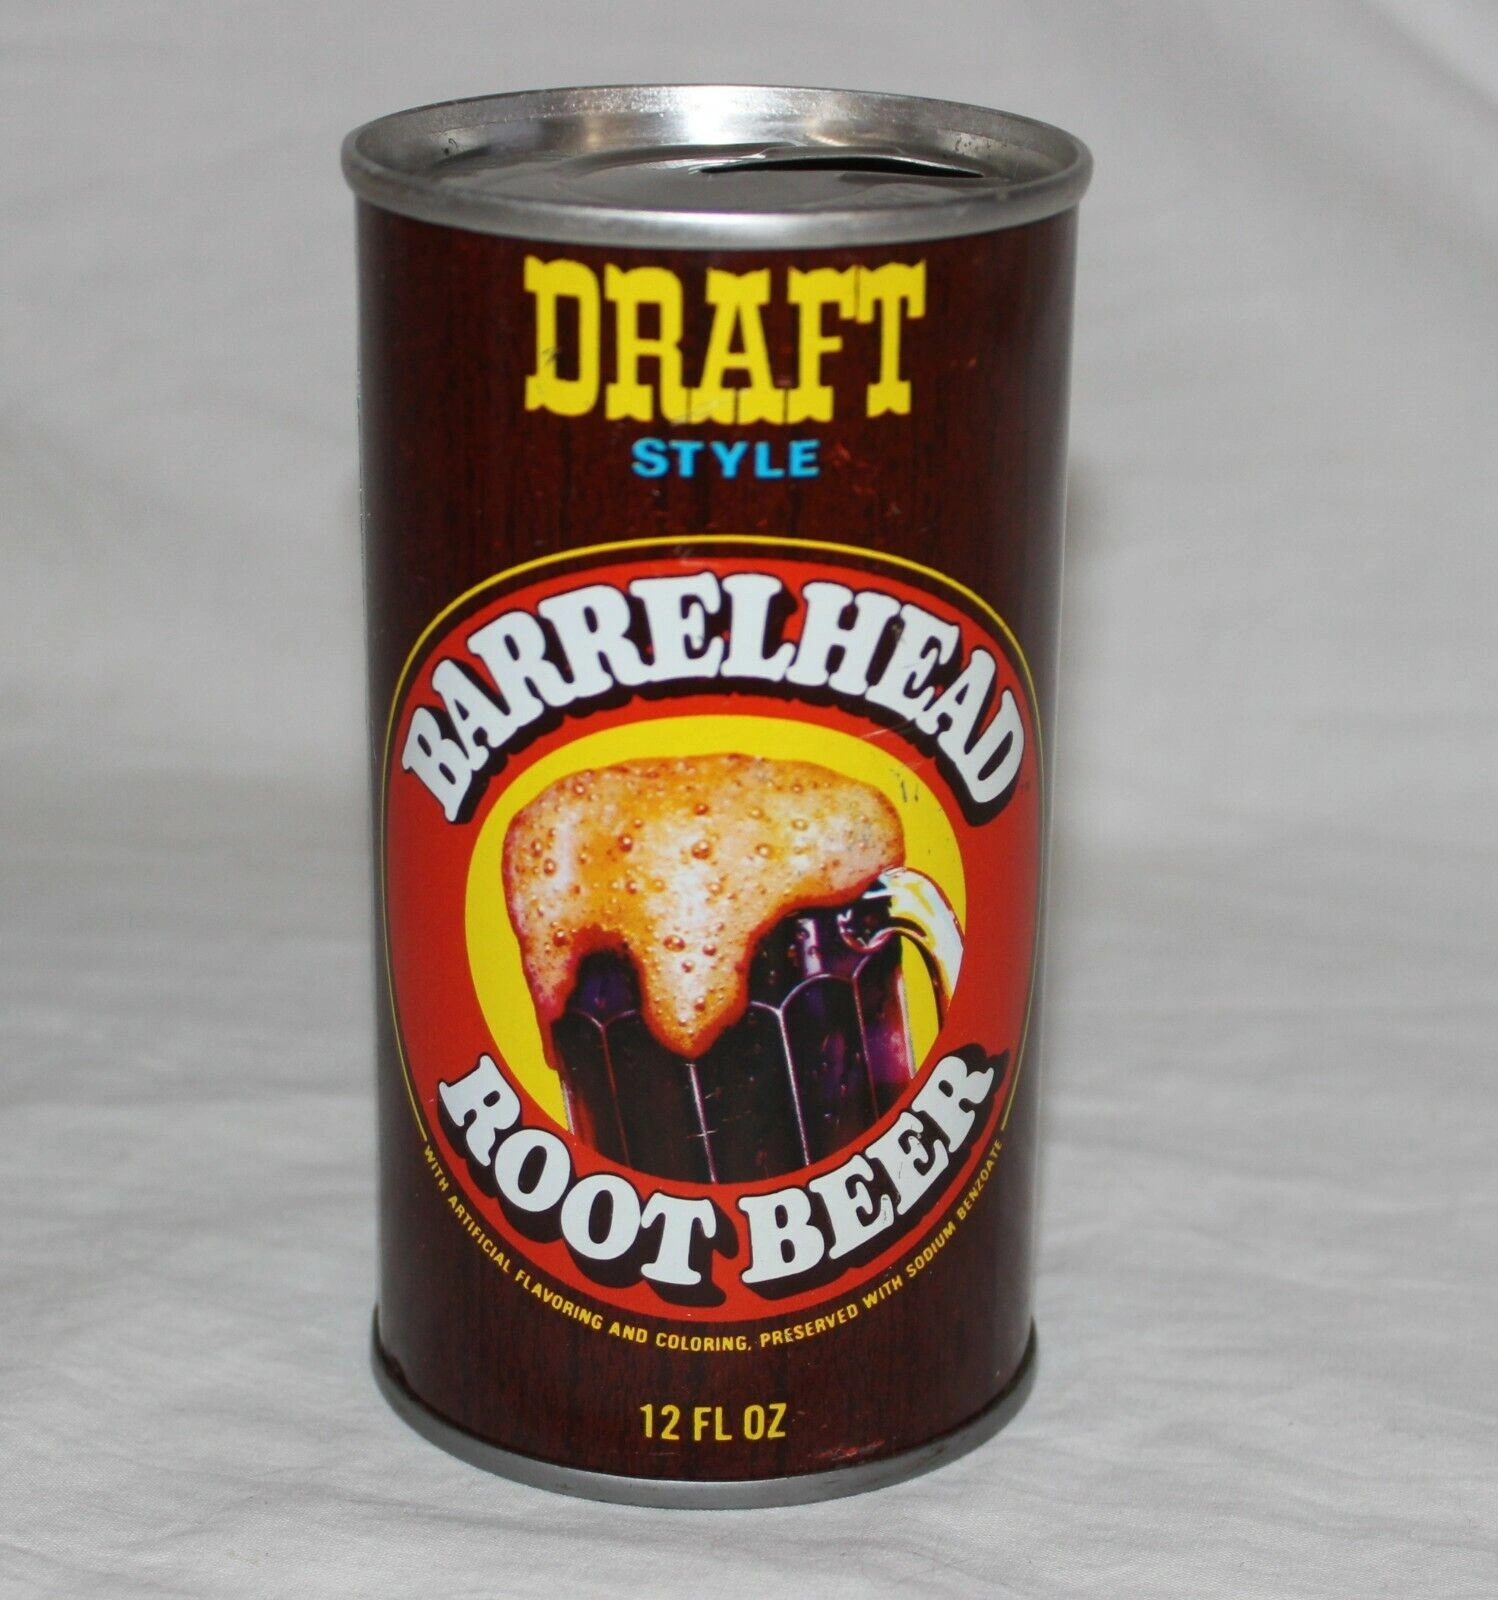 DRAFT
STYLE
BARRELHEAD
ROOT BEER
WITH ARTIFICIAL FLAVORING AND COLORING, PRESERVED WITH SODIUM BENZOATE
12 FL OZ